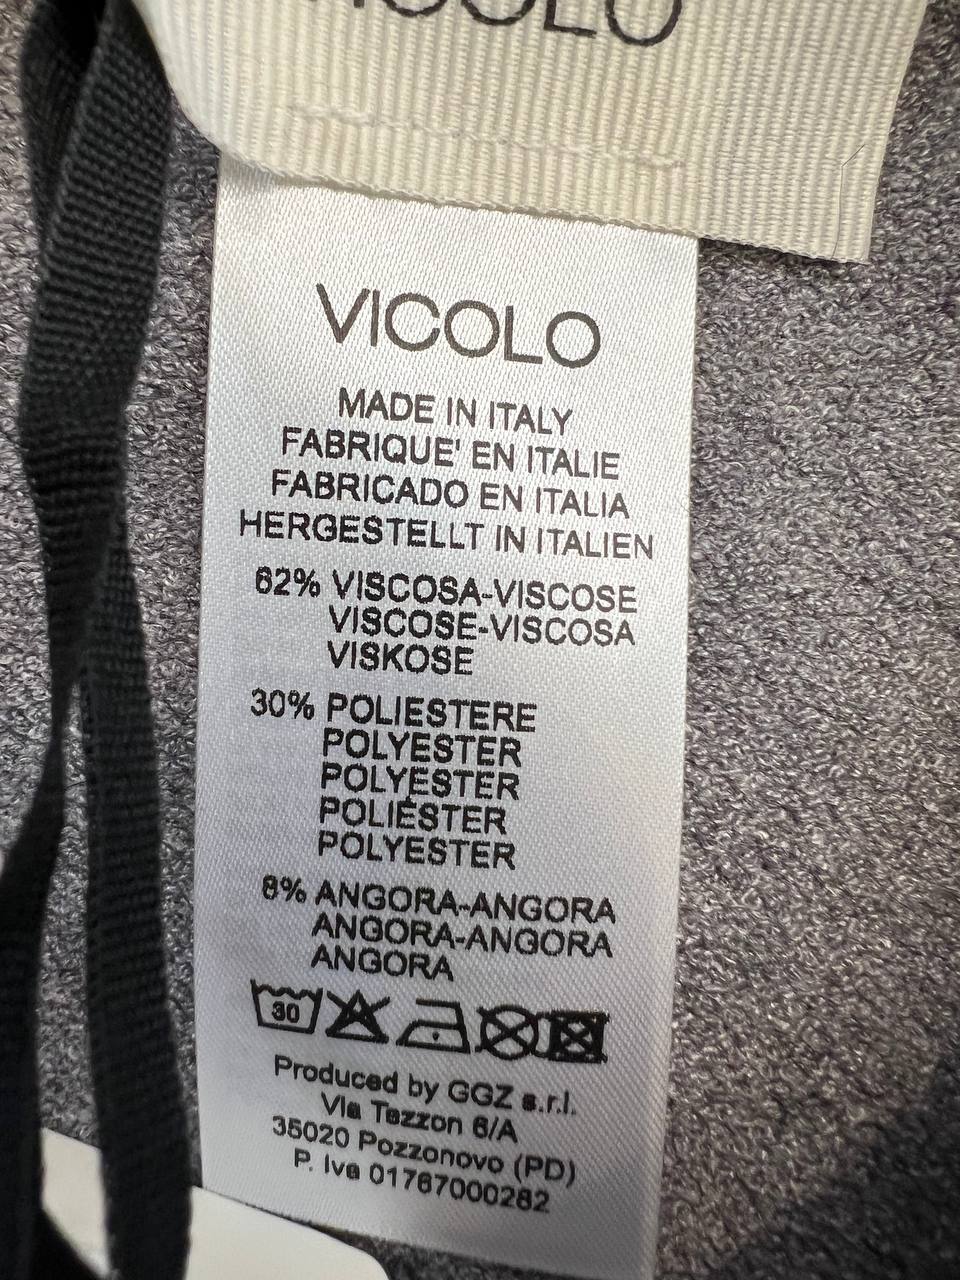 VICOLO
VICOLO
MADE IN ITALY
FABRIQUE' EN ITALIE
FABRICADO EN ITALIA
HERGESTELLT IN ITALIEN
62% VISCOSA-VISCOSE
VISCOSE-VISCOSA
VISKOSE
30% POLIESTERE
POLYESTER
POLYESTER
POLIÉSTER
POLYESTER
8% ANGORA-ANGORA
ANGORA-ANGORA
ANGORA
30
Produced by GGZ s.r.l.
Via Tazzon 6/A
35020 Pozzonovo (PD)
P. Iva 01767000282